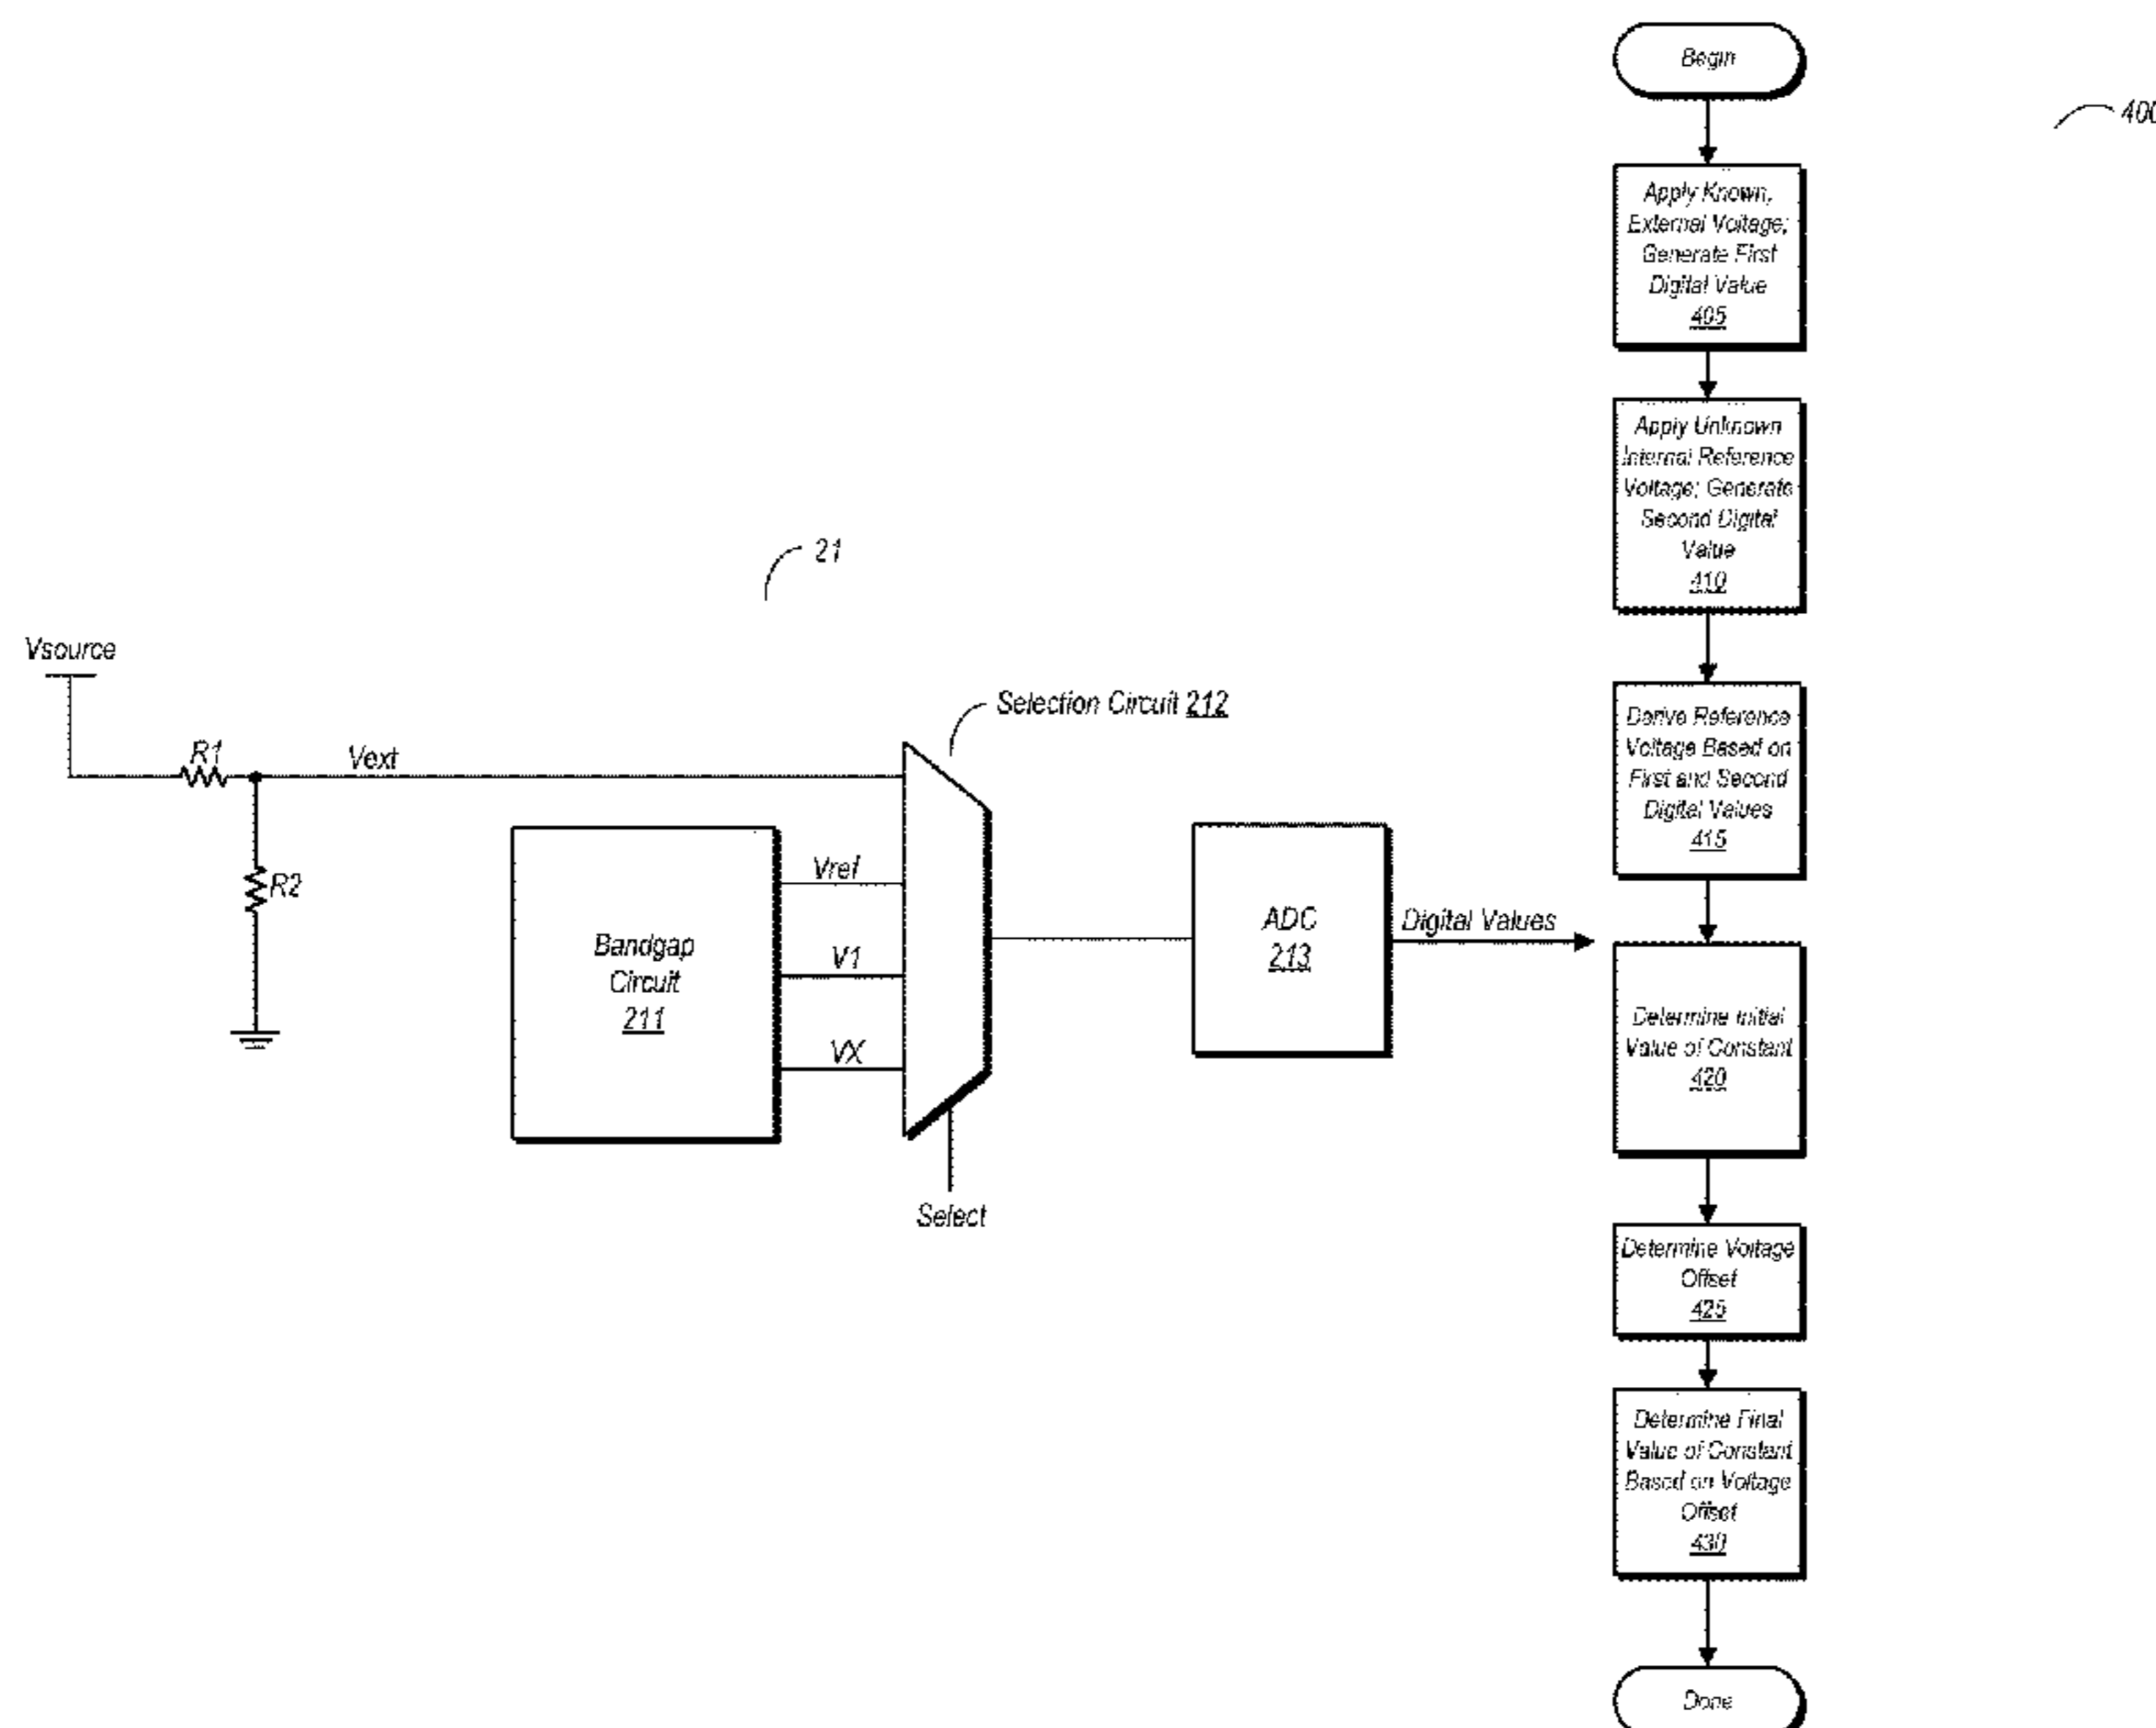 Vsource
R1
Vext
R2
21
Selection Circuit 212
Bandgap
Circuit
211
Vref
V1
VX
Select
ADC
213
Digital Values
400
Begin
Apply Known,
External Voltage;
Generate First
Digital Value
405
Apply Unknown
Internal Reference
Voltage; Generate
Second Digital
Value
410
Derive Reference
Voltage Based on
First and Second
Digital Values
415
Determine Initial
Value of Constant
420
Determine Voltage
Offset
425
Determine Final
Value of Constant
Based on Voltage
Offset
430
Done